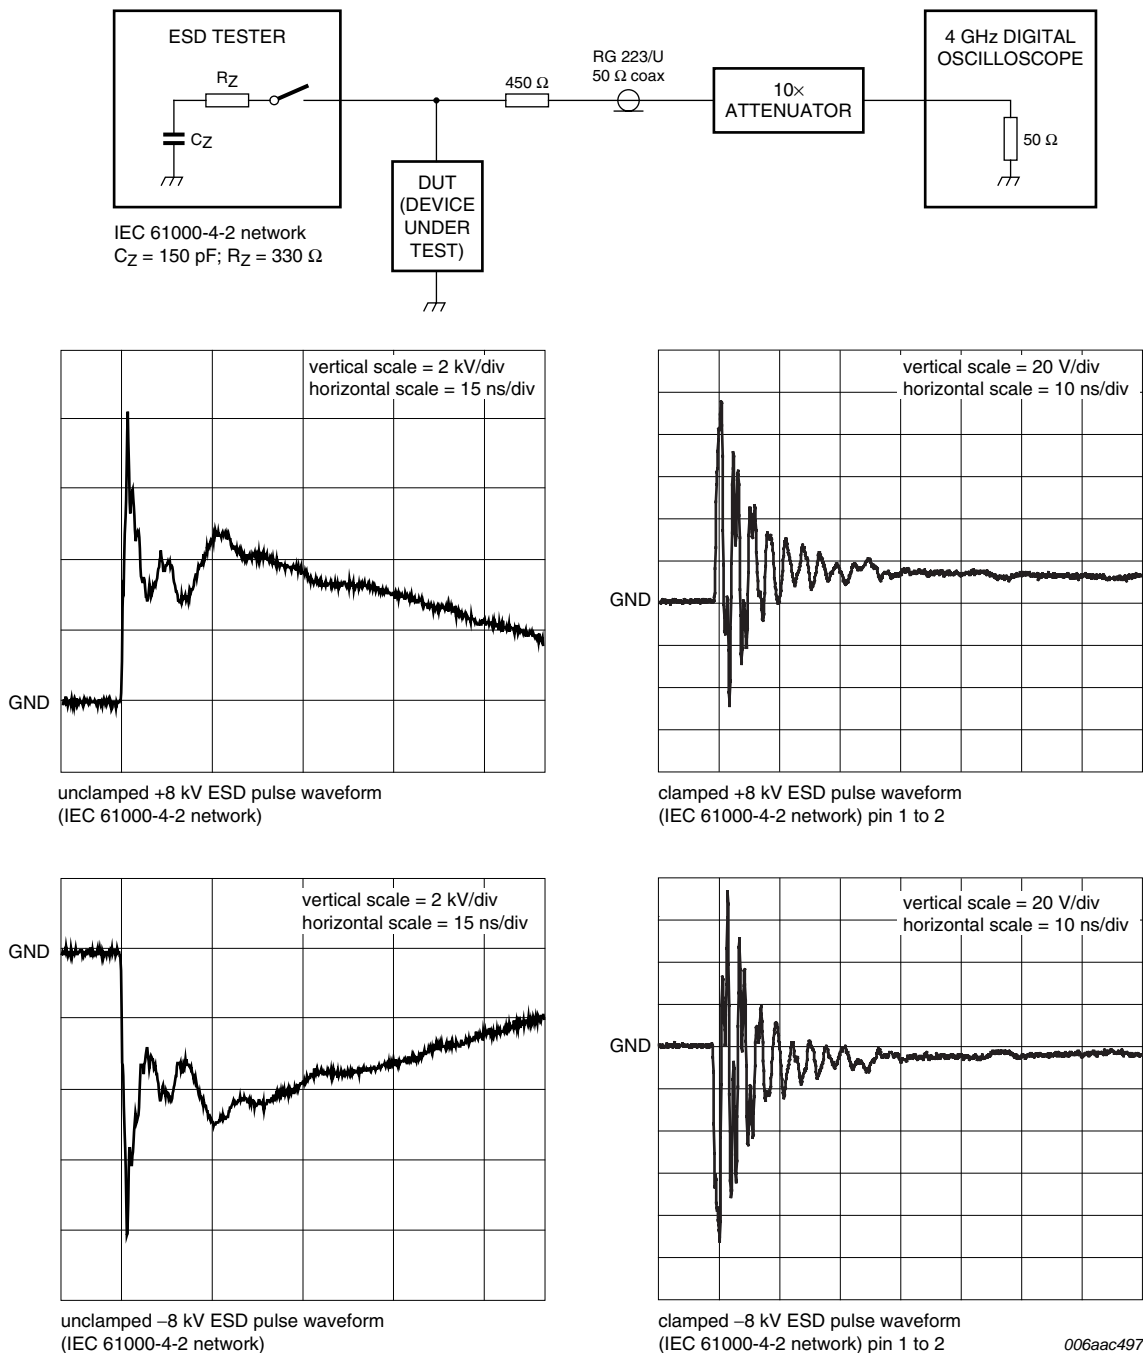 ESD TESTER
RZ
CZ
IEC 61000-4-2 network
CZ = 150 pF; RZ = 330 Ω
DUT
(DEVICE
UNDER
TEST)
450 Ω
RG 223/U
50 Ω coax
10×
ATTENUATOR
4 GHz DIGITAL
OSCILLOSCOPE
50 Ω
vertical scale = 2 kV/div
horizontal scale = 15 ns/div
GND
unclamped +8 kV ESD pulse waveform
(IEC 61000-4-2 network)
vertical scale = 20 V/div
horizontal scale = 10 ns/div
GND
clamped +8 kV ESD pulse waveform
(IEC 61000-4-2 network) pin 1 to 2
vertical scale = 2 kV/div
horizontal scale = 15 ns/div
GND
unclamped −8 kV ESD pulse waveform
(IEC 61000-4-2 network)
vertical scale = 20 V/div
horizontal scale = 10 ns/div
GND
clamped −8 kV ESD pulse waveform
(IEC 61000-4-2 network) pin 1 to 2
006aac497